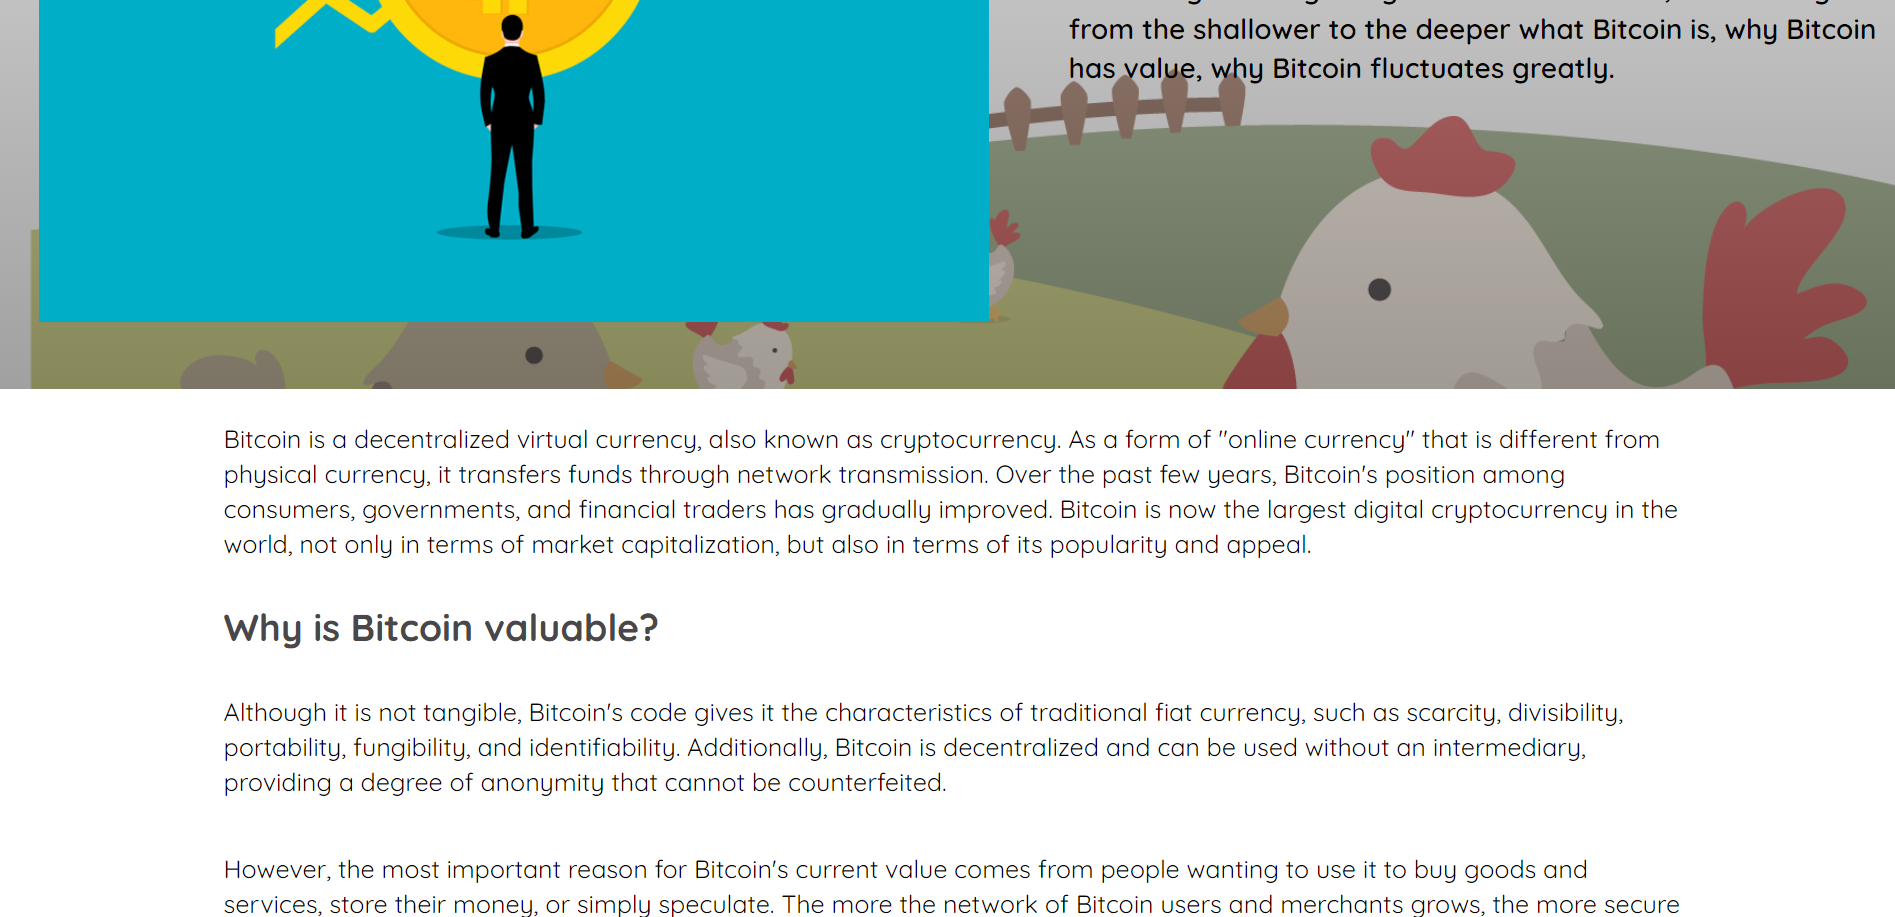 from the shallower to the deeper what Bitcoin is, why Bitcoin
has value, why Bitcoin fluctuates greatly.
Bitcoin is a decentralized virtual currency, also known as cryptocurrency. As a form of "online currency" that is different from
physical currency, it transfers funds through network transmission. Over the past few years, Bitcoin's position among
consumers, governments, and financial traders has gradually improved. Bitcoin is now the largest digital cryptocurrency in the
world, not only in terms of market capitalization, but also in terms of its popularity and appeal.
Why is Bitcoin valuable?
Although it is not tangible, Bitcoin's code gives it the characteristics of traditional fiat currency, such as scarcity, divisibility,
portability, fungibility, and identifiability. Additionally, Bitcoin is decentralized and can be used without an intermediary,
providing a degree of anonymity that cannot be counterfeited.
However, the most important reason for Bitcoin's current value comes from people wanting to use it to buy goods and
services, store their money, or simply speculate. The more the network of Bitcoin users and merchants grows, the more secure